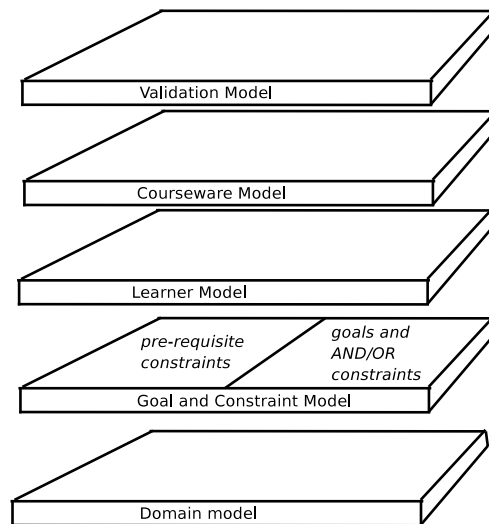 Validation Model
Courseware Model
Learner Model
pre-requisite
constraints
goals and
AND/OR
constraints
Goal and Constraint Model
Domain model